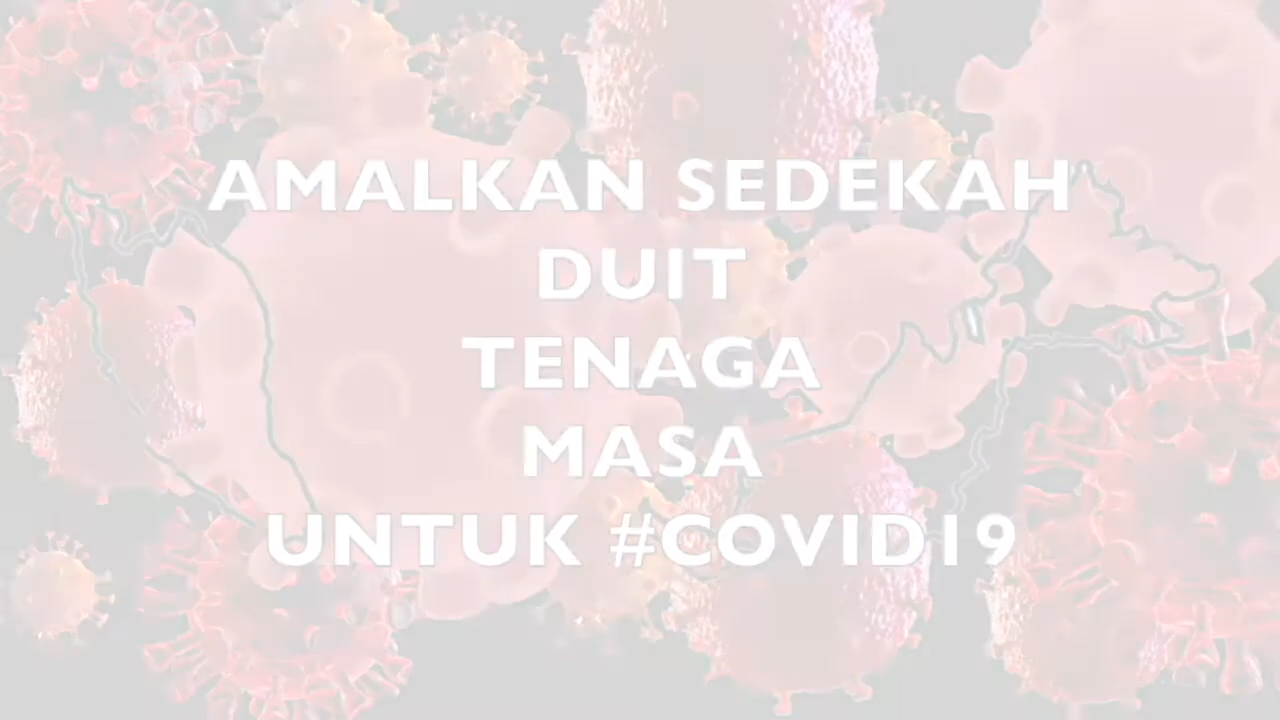 AMALKAN SEDEKAH
DUIT
TENAGA
MASA
UNTUK #COVID19